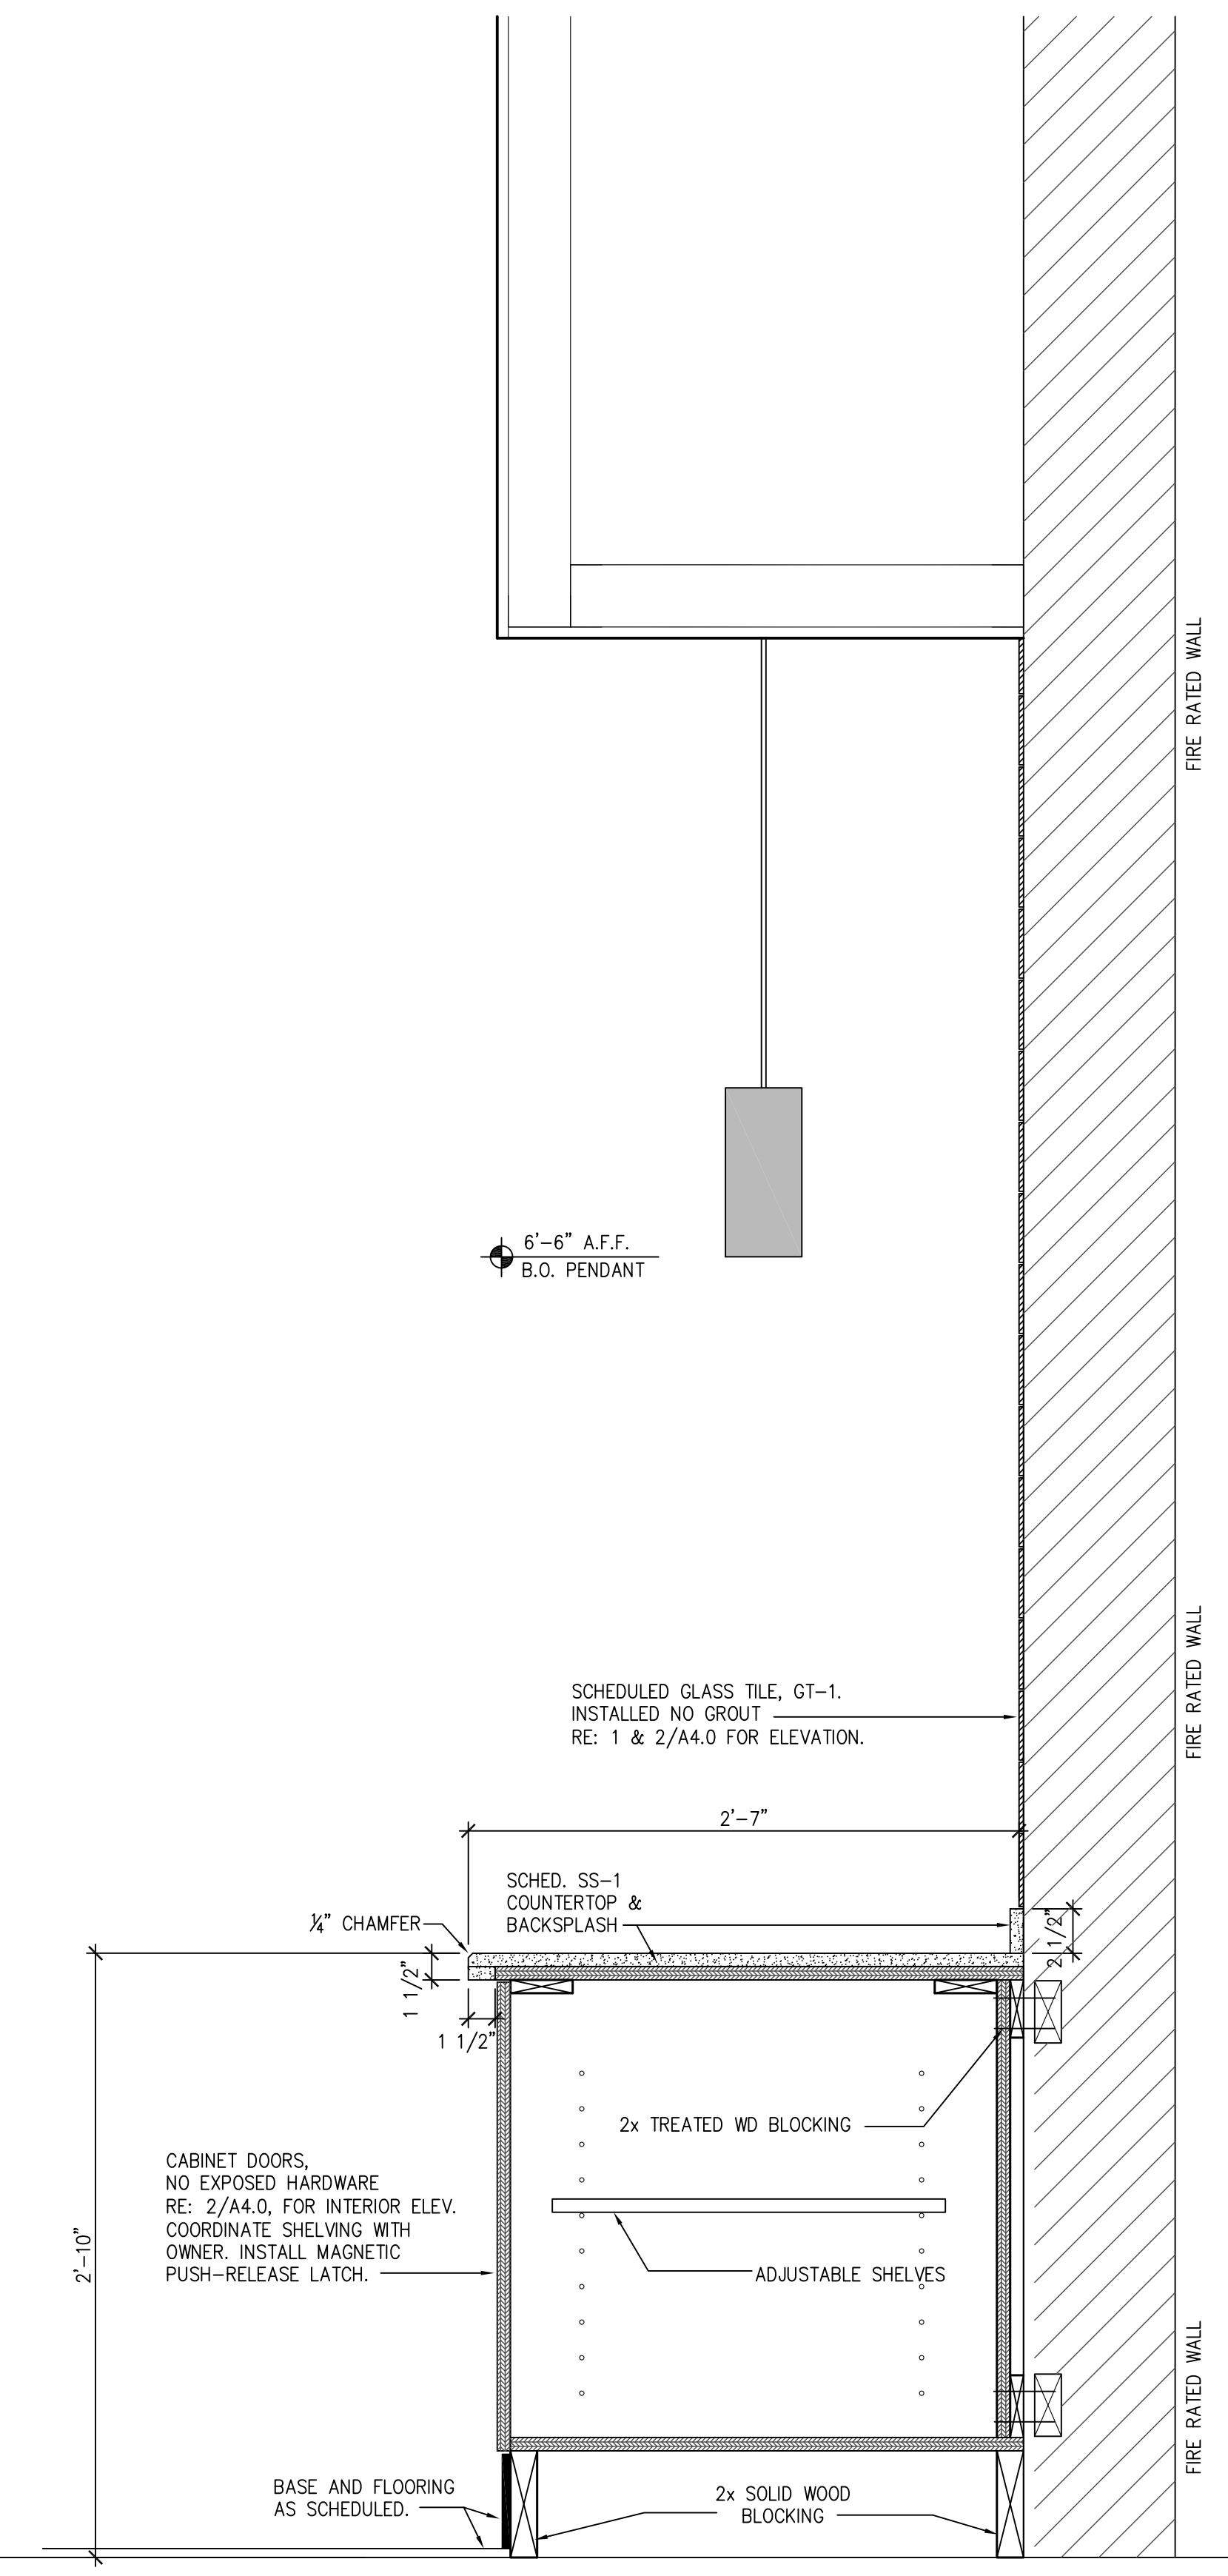 FIRE RATED WALL
6'-6" A.F.F.
B.O. PENDANT
FIRE RATED WALL
SCHEDULED GLASS TILE, GT-1.
INSTALLED NO GROUT
RE: 1 & 2/A4.0 FOR ELEVATION.
2'-7"
SCHED. SS-1
COUNTERTOP &
BACKSPLASH
¼" CHAMFER
2 1/2"
1 1/2"
1 1/2"
2x TREATED WD BLOCKING
CABINET DOORS,
NO EXPOSED HARDWARE
RE: 2/A4.0, FOR INTERIOR ELEV.
COORDINATE SHELVING WITH
OWNER. INSTALL MAGNETIC
PUSH-RELEASE LATCH.
2'-10"
ADJUSTABLE SHELVES
FIRE RATED WALL
BASE AND FLOORING
AS SCHEDULED.
2x SOLID WOOD
BLOCKING